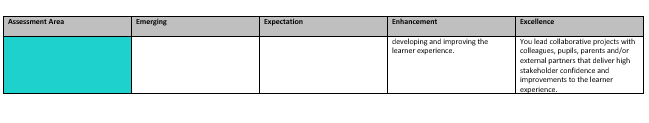 Assessment Area Emerging Expectation Enhancement Excellence
developing and improving the
learner experience.
You lead collaborative projects with
colleagues, pupils, parents and/or
external partners that deliver high
stakeholder confidence and
improvements to the learner
experience.